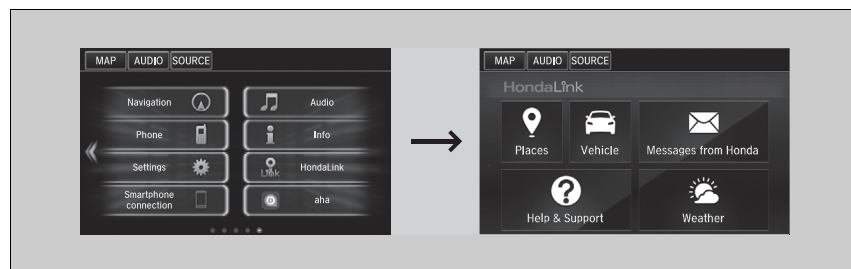 MAP AUDIO SOURCE
Navigation Audio
Phone Info
Settings Link HondaLink
Smartphone
connection aha
MAP AUDIO SOURCE
HondaLink
Places Vehicle Messages from Honda
Help & Support Weather